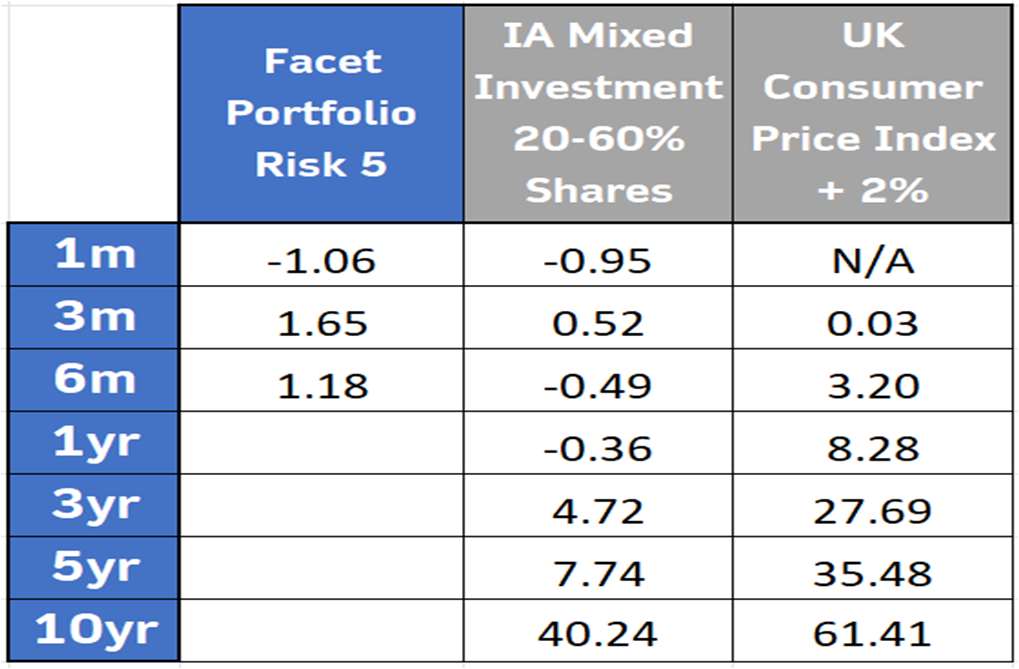 Facet
Portfolio
Risk 5
IA Mixed
Investment
20-60%
Shares
UK
Consumer
Price Index
+ 2%
1m -1.06 -0.95 N/A
3m 1.65 0.52 0.03
6m 1.18 -0.49 3.20
1yr -0.36 8.28
3yr 4.72 27.69
5yr 7.74 35.48
10yr 40.24 61.41